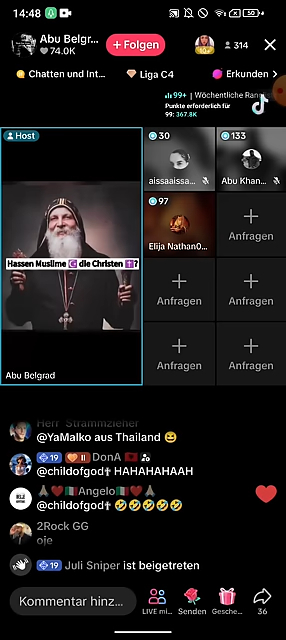 14:48
50
Abu Belgr...
74.0K
+ Folgen
314
Chatten und Int...
Liga C4
Erkunden >
99+ | Wöchentliche Ran
Punkte erforderlich für
99: 367.8K
Host
30
133
aissaaissa...
Abu Khan...
97
Anfragen
Elija Nathan0...
Hassen Muslime die Christen ?
Anfragen
Anfragen
Anfragen
Anfragen
Abu Belgrad
Herr Strammzieher
@YaMalko aus Thailand 😆
19 II DonA
@childofgod✝ HAHAHAHAAH
Angelo
@childofgod✝ 🤣🤣🤣🤣🤣
2Rock GG
oje
19 Juli Sniper ist beigetreten
Kommentar hinz...
LIVE mi...
Senden
Gesche...
36